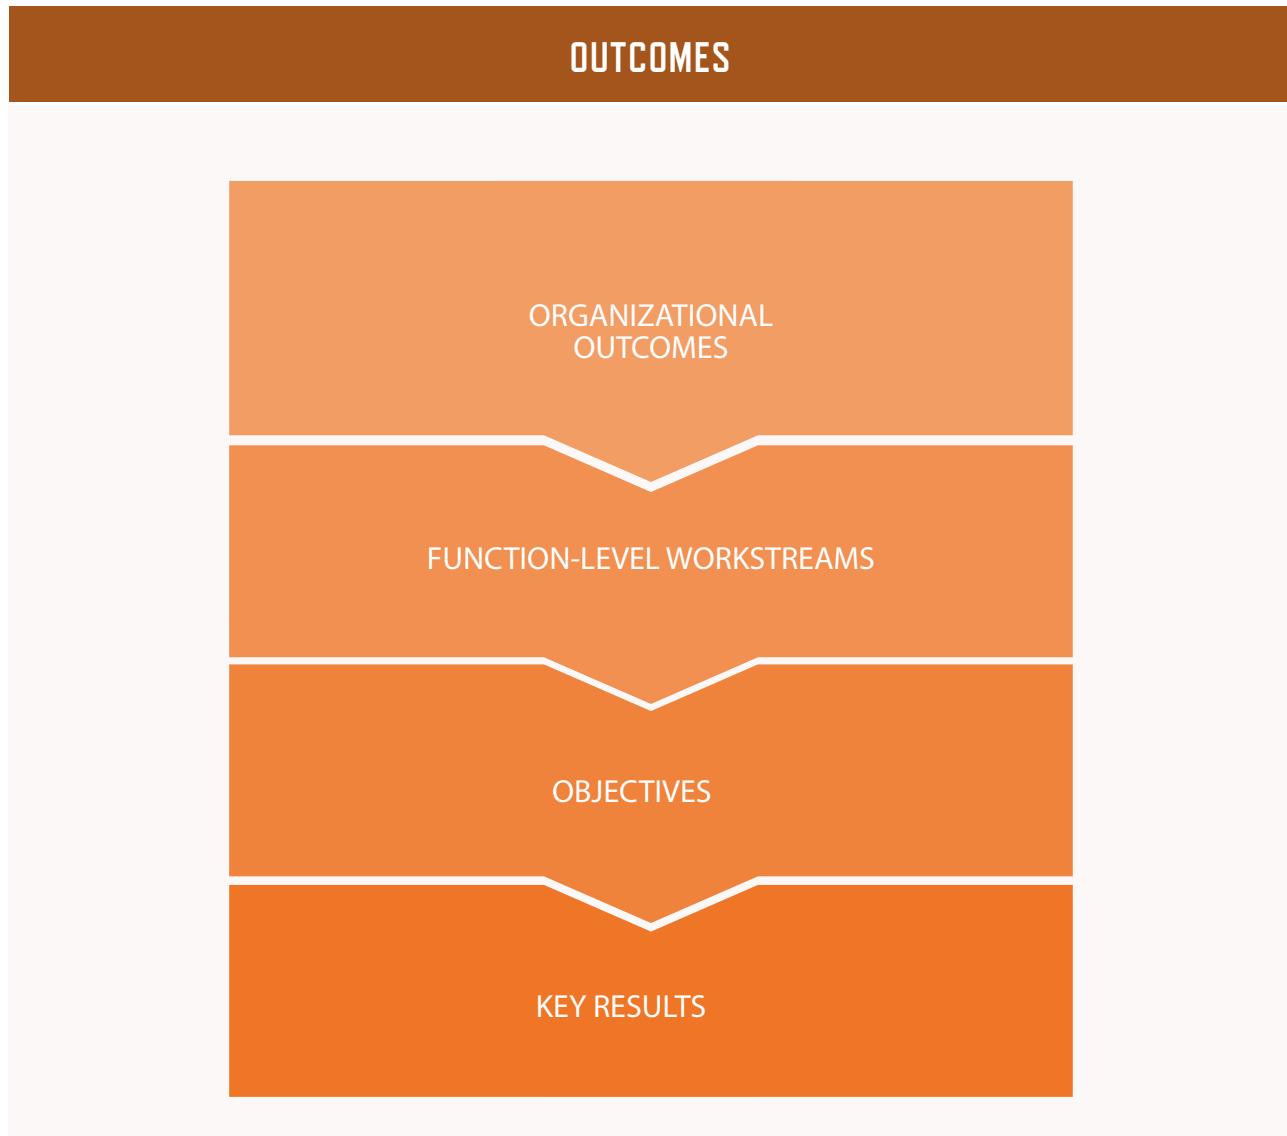 OUTCOMES
ORGANIZATIONAL
OUTCOMES
FUNCTION-LEVEL WORKSTREAMS
OBJECTIVES
KEY RESULTS